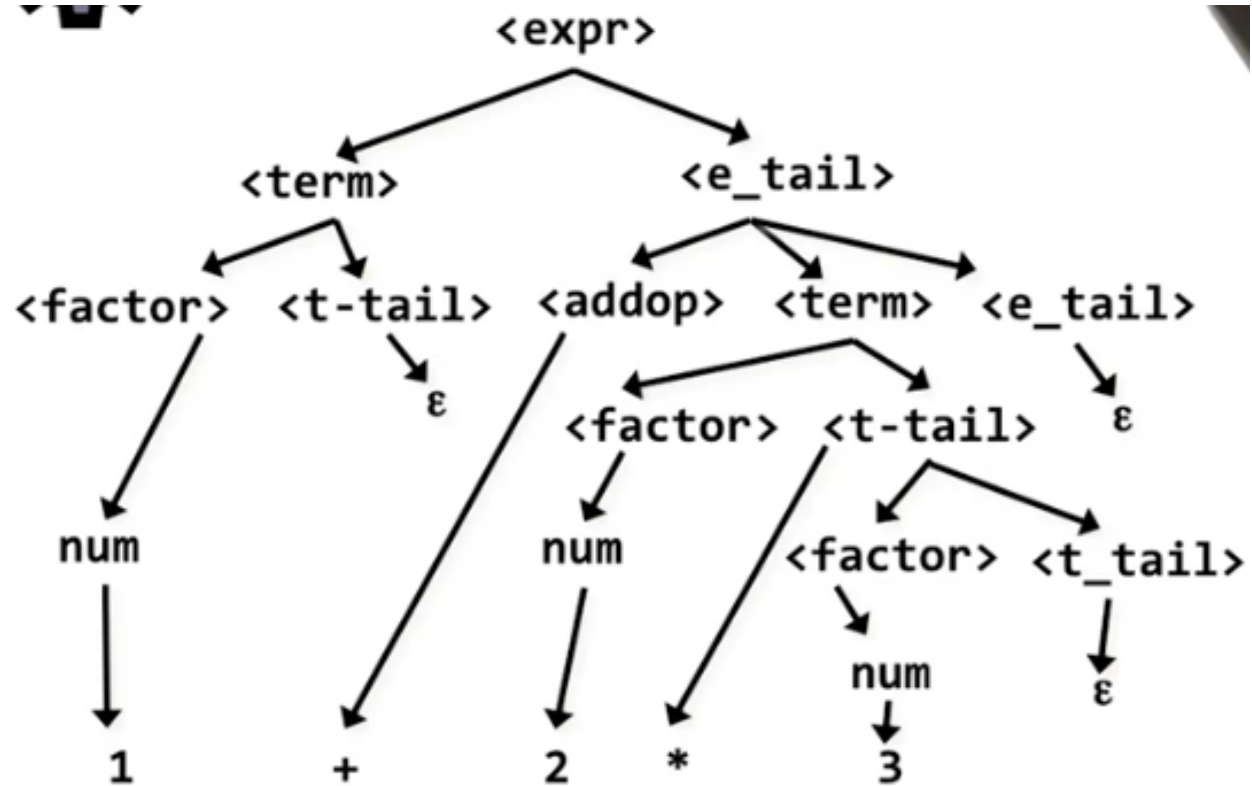 <expr>
<term> <e_tail>
<factor> <t-tail> <addop> <term> <e_tail>
ε ε
<factor> <t-tail>
num num <factor> <t_tail>
num ε
1 + 2 * 3